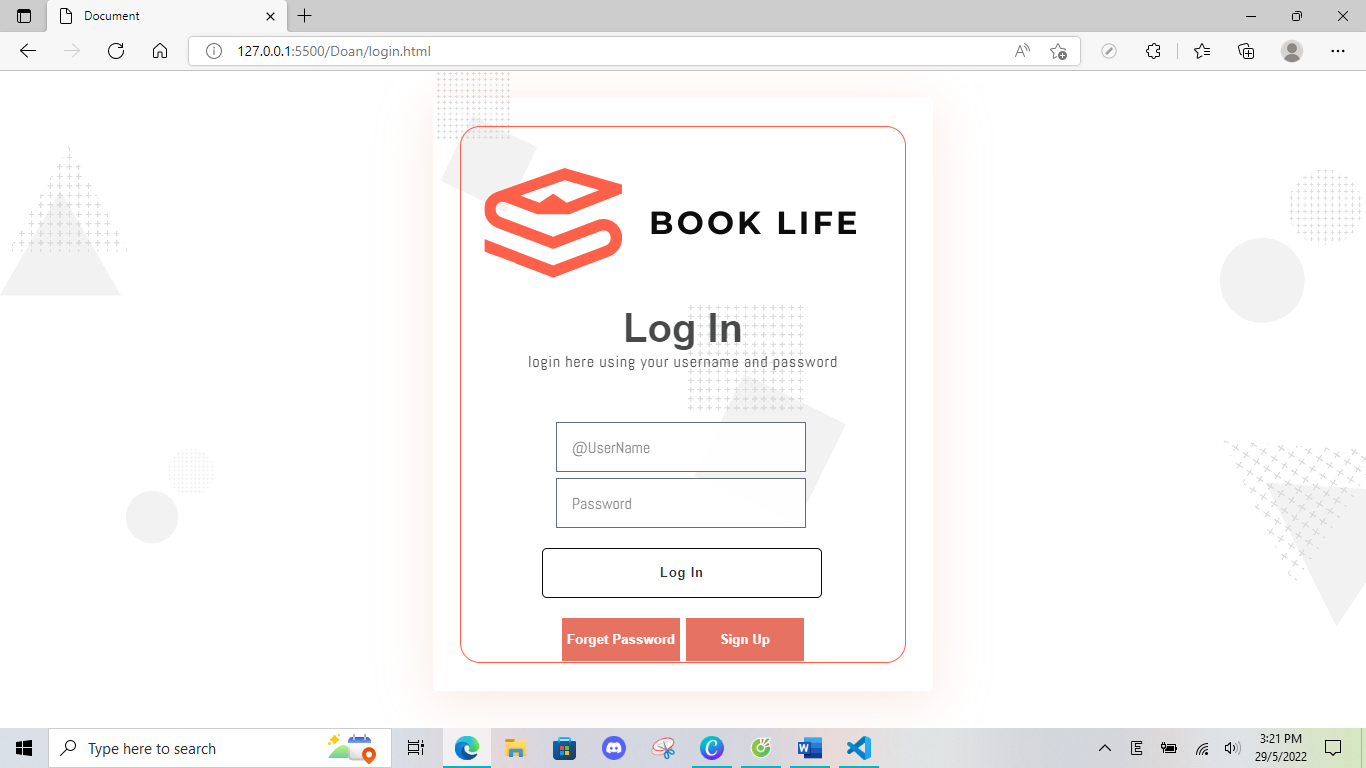 Document
127.0.0.1:5500/Doan/login.html
BOOK LIFE
Log In
login here using your username and password
@UserName
Password
Log In
Forget Password
Sign Up
Type here to search
3:21 PM
29/5/2022